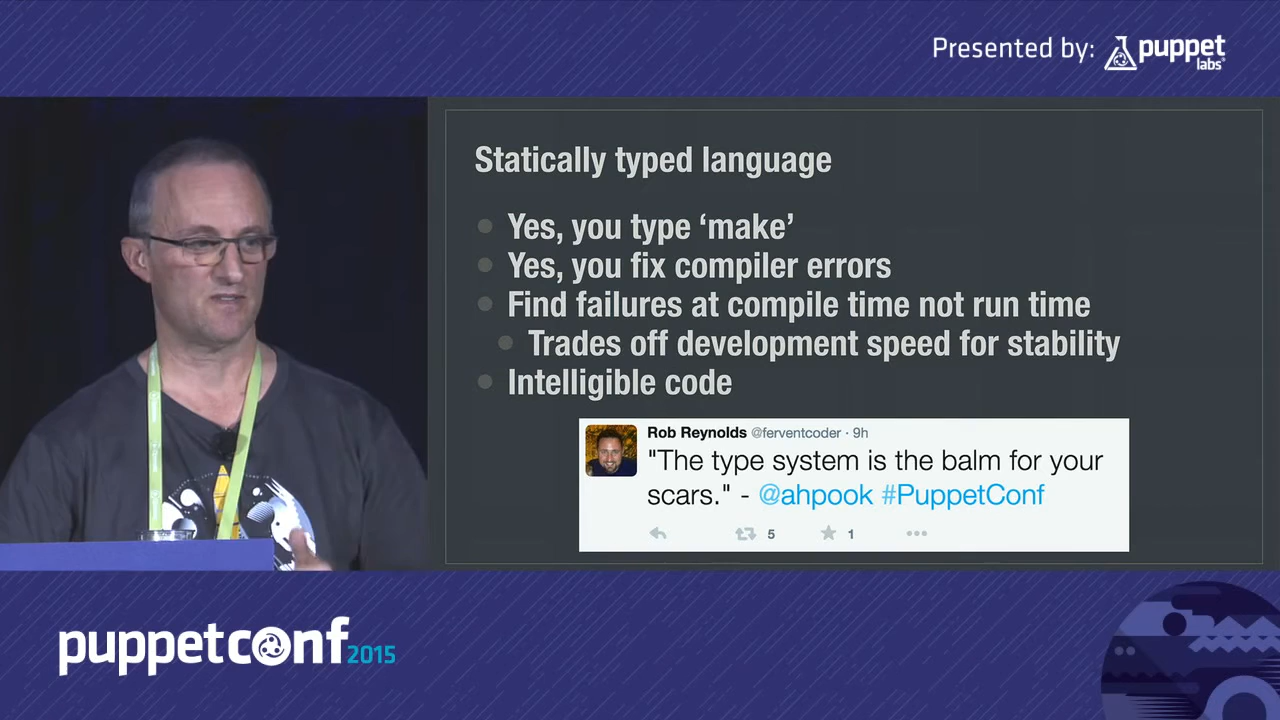 Presented by: puppet labs
Statically typed language
Yes, you type ‘make’
Yes, you fix compiler errors
Find failures at compile time not run time
Trades off development speed for stability
Intelligible code
Rob Reynolds @ferventcoder · 9h
"The type system is the balm for your
scars." - @ahpook #PuppetConf
5 1
puppetconf 2015